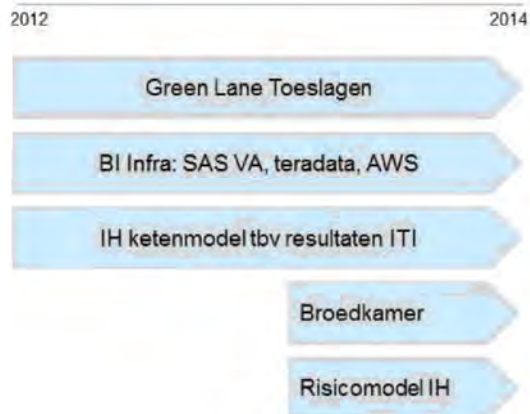 2012 2014
Green Lane Toeslagen
BI Infra: SAS VA, teradata, AWS
IH ketenmodel tbv resultaten ITI
Broedkamer
Risicomodel IH